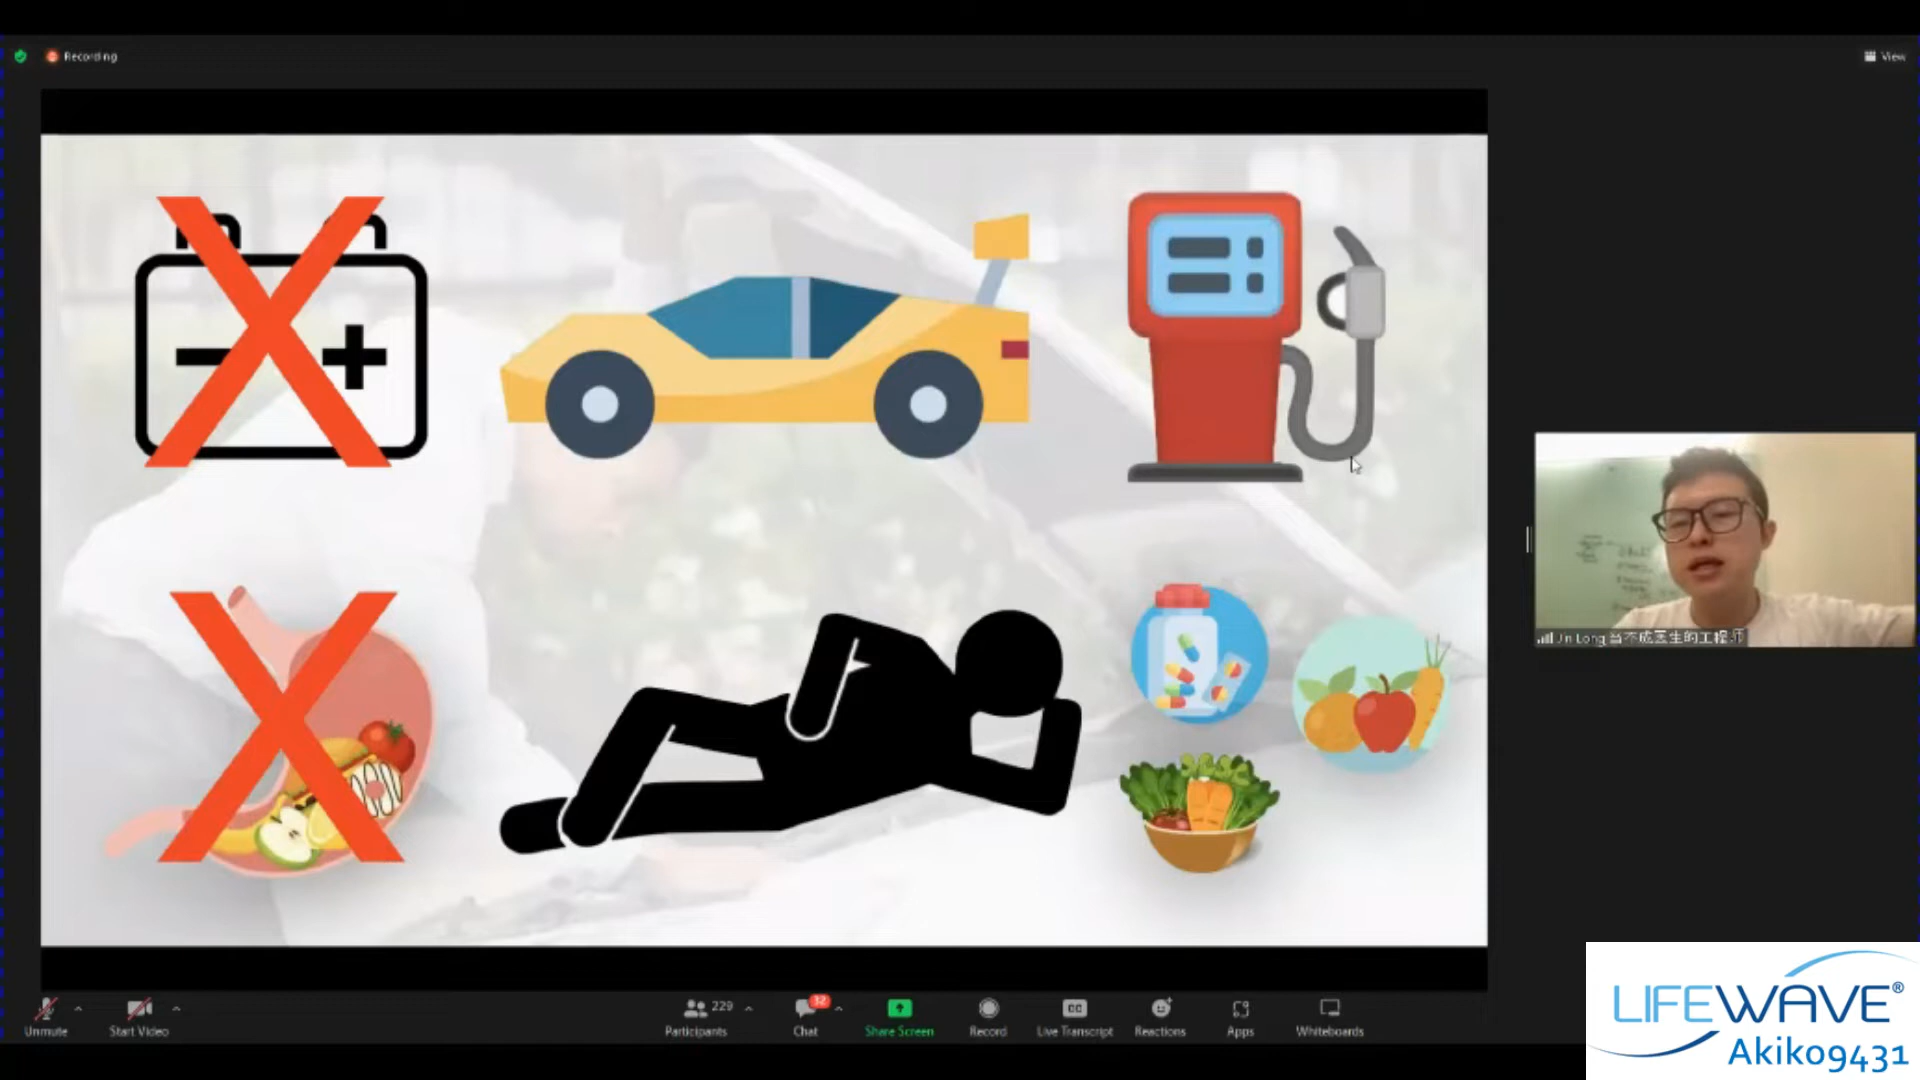 Recording
View
Jin Long 当不成医生的工程师
Unmute
Start Video
229
Participants
32
Chat
Share Screen
Record
CC
Live Transcript
Reactions
Apps
Whiteboards
LIFEWAVE®
Akiko9431